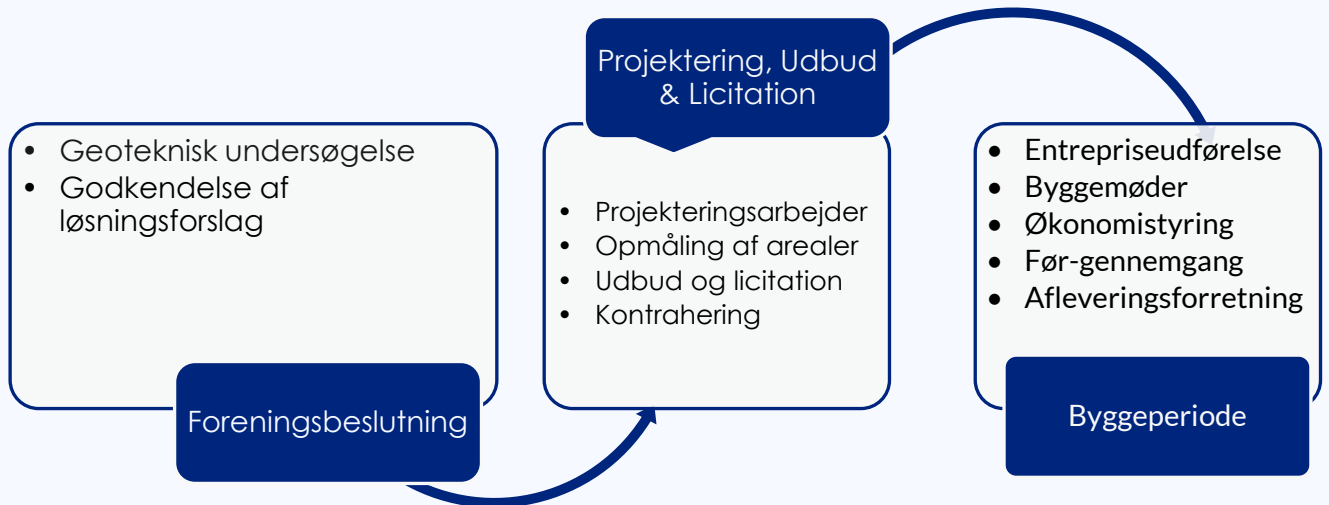 • Geoteknisk undersøgelse
• Godkendelse af
løsningsforslag
Foreningsbeslutning
Projektering, Udbud
& Licitation
• Projekteringsarbejder
• Opmåling af arealer
• Udbud og licitation
• Kontrahering
• Entrepriseudførelse
• Byggemøder
• Økonomistyring
• Før-gennemgang
• Afleveringsforretning
Byggeperiode